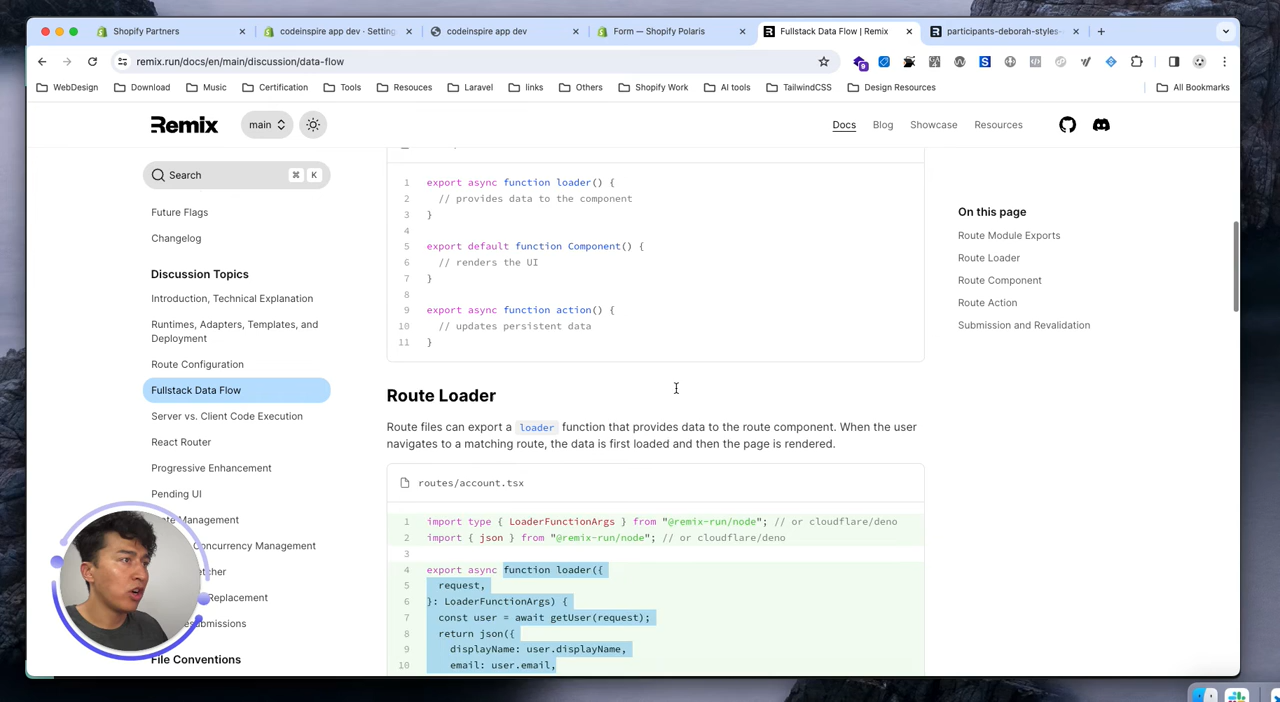 Shopify Partners
codeinspire app dev · Setting
codeinspire app dev
Form — Shopify Polaris
Fullstack Data Flow | Remix
participants-deborah-styles-
remix.run/docs/en/main/discussion/data-flow
9
WebDesign
Download
Music
Certification
Tools
Resouces
Laravel
links
Others
Shopify Work
AI tools
TailwindCSS
Design Resources
All Bookmarks
Remix
main
Docs
Blog
Showcase
Resources
Search
⌘ K
Future Flags
Changelog
Discussion Topics
Introduction, Technical Explanation
Runtimes, Adapters, Templates, and
Deployment
Route Configuration
Fullstack Data Flow
Server vs. Client Code Execution
React Router
Progressive Enhancement
Pending UI
Management
Concurrency Management
Replacement
File Conventions
1 export async function loader() {
2 // provides data to the component
3 }
4
5 export default function Component() {
6 // renders the UI
7 }
8
9 export async function action() {
10 // updates persistent data
11 }
Route Loader
Route files can export a loader function that provides data to the route component. When the user
navigates to a matching route, the data is first loaded and then the page is rendered.
routes/account.tsx
1 import type { LoaderFunctionArgs } from "@remix-run/node"; // or cloudflare/deno
2 import { json } from "@remix-run/node"; // or cloudflare/deno
3
4 export async function loader({
5 request,
6 }: LoaderFunctionArgs) {
7 const user = await getUser(request);
8 return json({
9 displayName: user.displayName,
10 email: user.email,
On this page
Route Module Exports
Route Loader
Route Component
Route Action
Submission and Revalidation